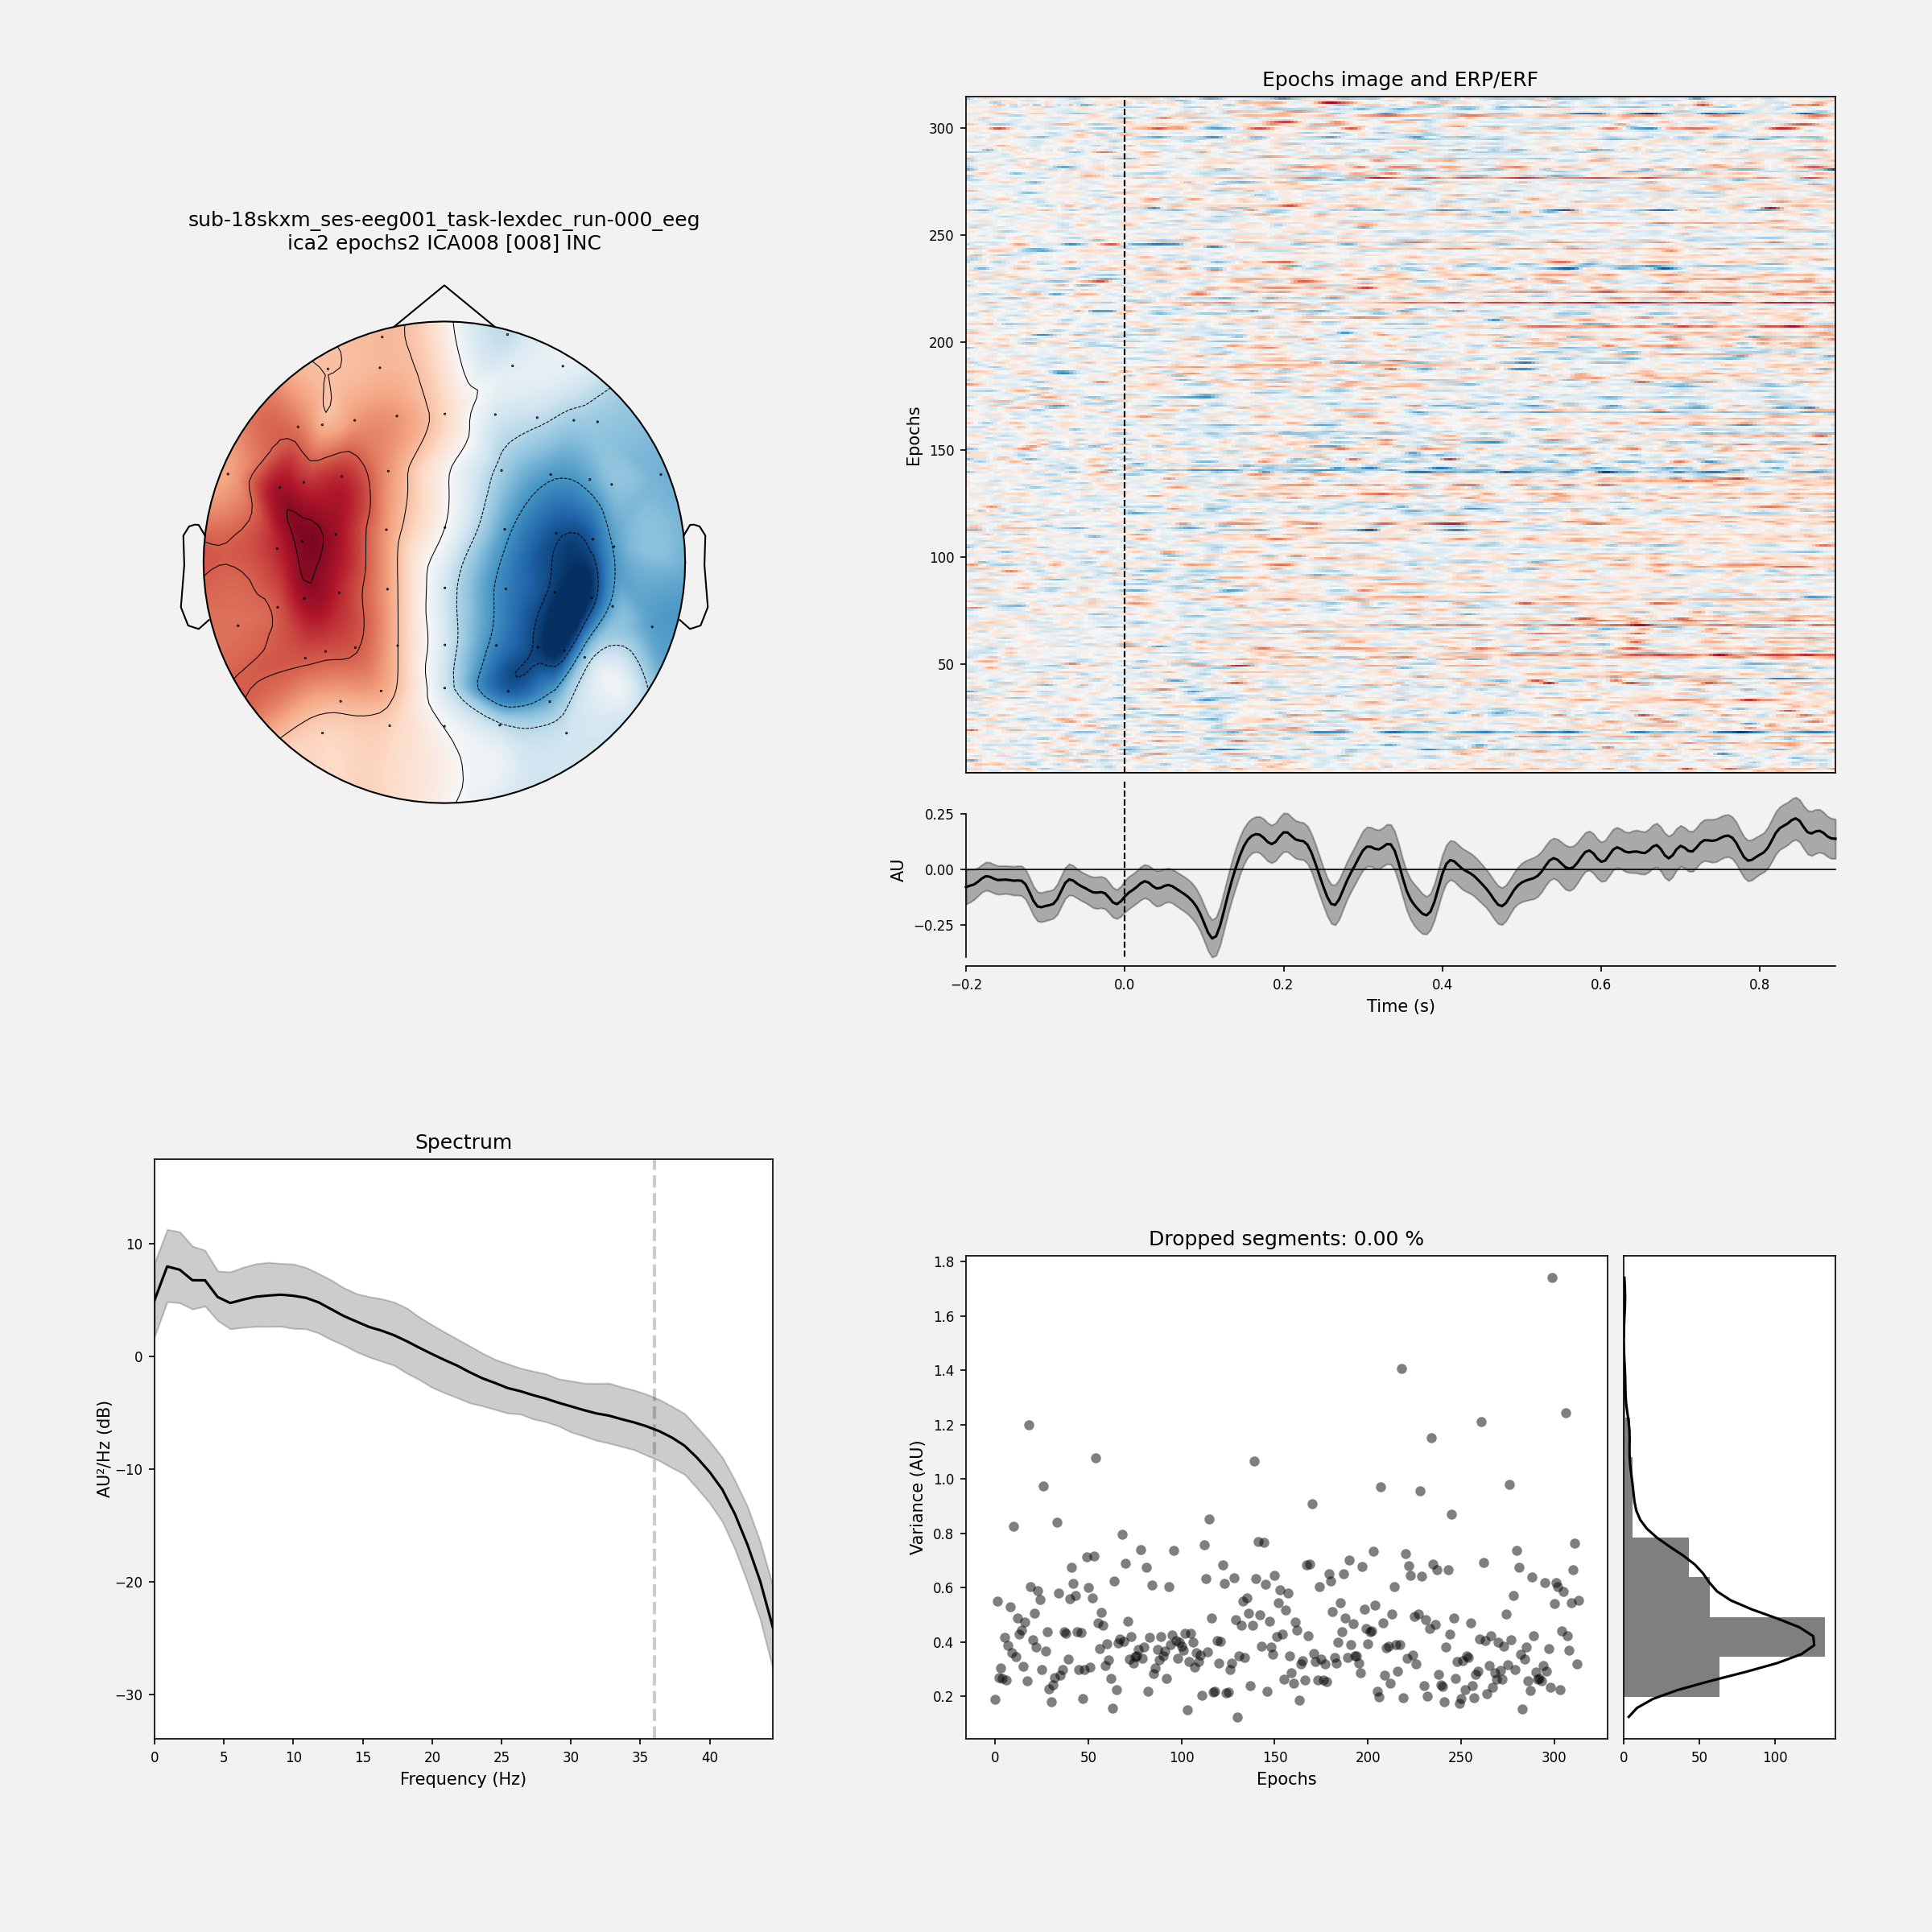 sub-18skxm_ses-eeg001_task-lexdec_run-000_eeg
ica2 epochs2 ICA008 [008] INC
Epochs image and ERP/ERF
Epochs
300
250
200
150
100
50
AU
0.25
0.00
−0.25
−0.2 0.0 0.2 0.4 0.6 0.8
Time (s)
Spectrum
AU²/Hz (dB)
10
0
−10
−20
−30
0 5 10 15 20 25 30 35 40
Frequency (Hz)
Dropped segments: 0.00 %
Variance (AU)
1.8
1.6
1.4
1.2
1.0
0.8
0.6
0.4
0.2
0 50 100 150 200 250 300
Epochs
0 50 100